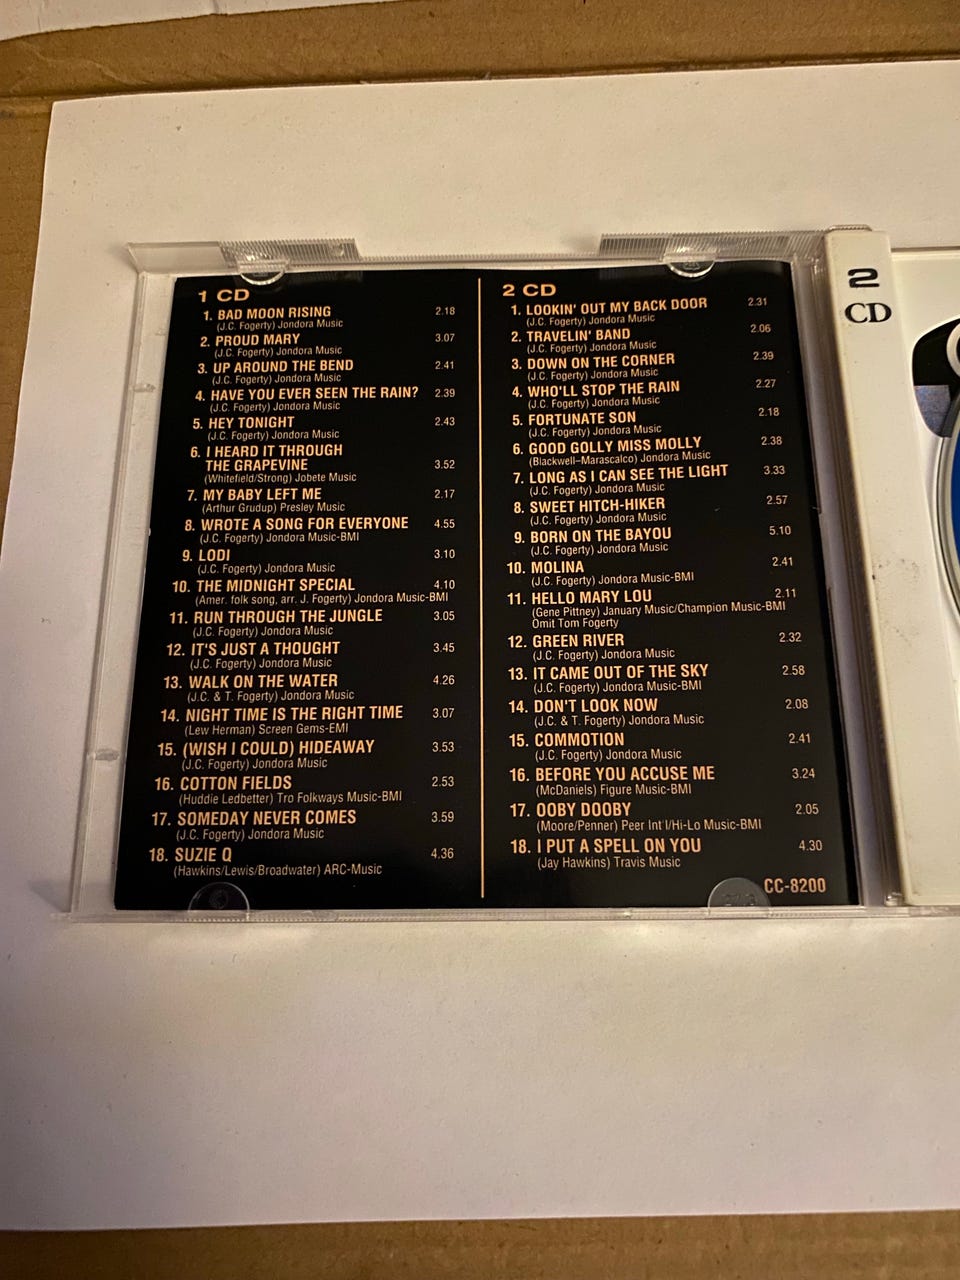 1 CD
1. BAD MOON RISING 2.18
(J.C. Fogerty) Jondora Music
2. PROUD MARY 3.07
(J.C. Fogerty) Jondora Music
3. UP AROUND THE BEND 2.41
(J.C. Fogerty) Jondora Music
4. HAVE YOU EVER SEEN THE RAIN? 2.39
(J.C. Fogerty) Jondora Music
5. HEY TONIGHT 2.43
(J.C. Fogerty) Jondora Music
6. I HEARD IT THROUGH
THE GRAPEVINE 3.52
(Whitefield/Strong) Jobete Music
7. MY BABY LEFT ME 2.17
(Arthur Grudup) Presley Music
8. WROTE A SONG FOR EVERYONE 4.55
(J.C. Fogerty) Jondora Music-BMI
9. LODI 3.10
(J.C. Fogerty) Jondora Music
10. THE MIDNIGHT SPECIAL 4.10
(Amer. folk song, arr. J. Fogerty) Jondora Music-BMI
11. RUN THROUGH THE JUNGLE 3.05
(J.C. Fogerty) Jondora Music
12. IT'S JUST A THOUGHT 3.45
(J.C. Fogerty) Jondora Music
13. WALK ON THE WATER 4.26
(J.C. & T. Fogerty) Jondora Music
14. NIGHT TIME IS THE RIGHT TIME 3.07
(Lew Herman) Screen Gems-EMI
15. (WISH I COULD) HIDEAWAY 3.53
(J.C. Fogerty) Jondora Music
16. COTTON FIELDS 2.53
(Huddie Ledbetter) Tro Folkways Music-BMI
17. SOMEDAY NEVER COMES 3.59
(J.C. Fogerty) Jondora Music
18. SUZIE Q 4.36
(Hawkins/Lewis/Broadwater) ARC-Music
2 CD
1. LOOKIN' OUT MY BACK DOOR 2.31
(J.C. Fogerty) Jondora Music
2. TRAVELIN' BAND 2.06
(J.C. Fogerty) Jondora Music
3. DOWN ON THE CORNER 2.39
(J.C. Fogerty) Jondora Music
4. WHO'LL STOP THE RAIN 2.27
(J.C. Fogerty) Jondora Music
5. FORTUNATE SON 2.18
(J.C. Fogerty) Jondora Music
6. GOOD GOLLY MISS MOLLY 2.38
(Blackwell-Marascalco) Jondora Music
7. LONG AS I CAN SEE THE LIGHT 3.33
(J.C. Fogerty) Jondora Music
8. SWEET HITCH-HIKER 2.57
(J.C. Fogerty) Jondora Music
9. BORN ON THE BAYOU 5.10
(J.C. Fogerty) Jondora Music
10. MOLINA 2.41
(J.C. Fogerty) Jondora Music-BMI
11. HELLO MARY LOU 2.11
(Gene Pittney) January Music/Champion Music-BMI
Omit Tom Fogerty
12. GREEN RIVER 2.32
(J.C. Fogerty) Jondora Music
13. IT CAME OUT OF THE SKY 2.58
(J.C. Fogerty) Jondora Music-BMI
14. DON'T LOOK NOW 2.08
(J.C. & T. Fogerty) Jondora Music
15. COMMOTION 2.41
(J.C. Fogerty) Jondora Music
16. BEFORE YOU ACCUSE ME 3.24
(McDaniels) Figure Music-BMI
17. OOBY DOOBY 2.05
(Moore/Penner) Peer Int'l/Hi-Lo Music-BMI
18. I PUT A SPELL ON YOU 4.30
(Jay Hawkins) Travis Music
CC-8200
2
CD